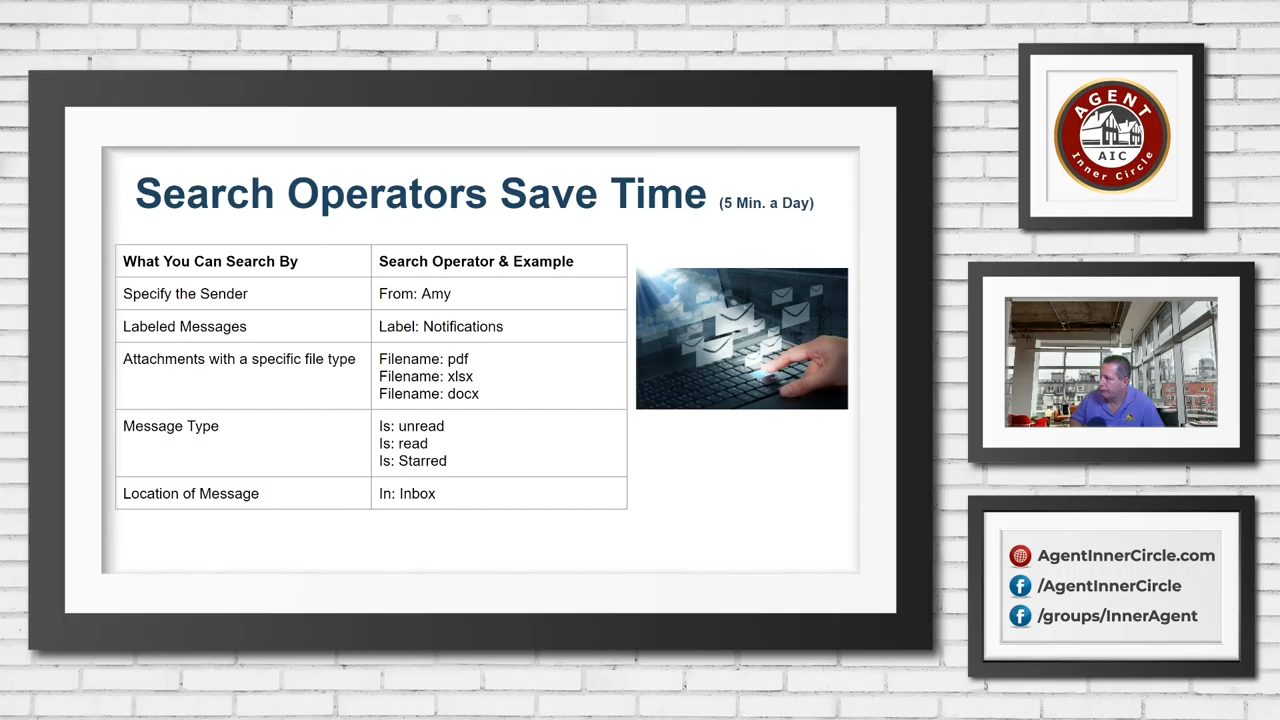 Search Operators Save Time (5 Min. a Day)
What You Can Search By Search Operator & Example
Specify the Sender From: Amy
Labeled Messages Label: Notifications
Attachments with a specific file type Filename: pdf
Filename: xlsx
Filename: docx
Message Type Is: unread
Is: read
Is: Starred
Location of Message In: Inbox
AGENT
AIC
Inner Circle
AgentInnerCircle.com
/AgentInnerCircle
/groups/InnerAgent